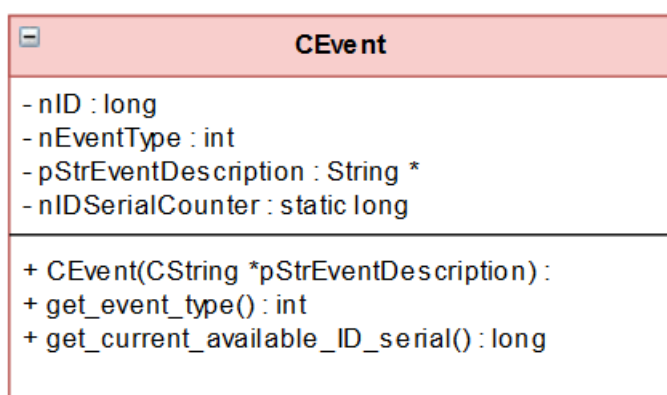 CEvent
- nID : long
- nEventType : int
- pStrEventDescription : String *
- nIDSerialCounter : static long
+ CEvent(CString *pStrEventDescription) :
+ get_event_type() : int
+ get_current_available_ID_serial() : long